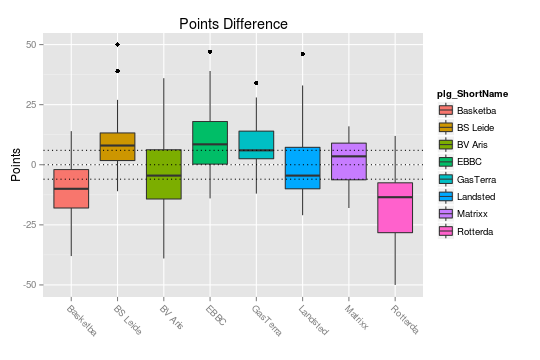 Points Difference
Points
50
25
0
-25
-50
Basketba
BS Leide
BV Aris
EBBC
GasTerra
Landsted
Matrixx
Rotterda
plg_ShortName
Basketba
BS Leide
BV Aris
EBBC
GasTerra
Landsted
Matrixx
Rotterda